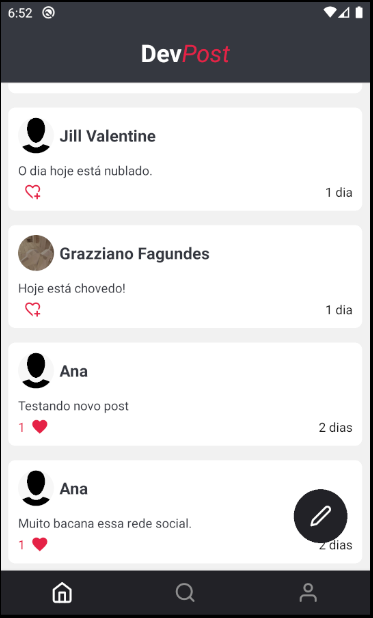 6:52
DevPost
Jill Valentine
O dia hoje está nublado.
1 dia
Grazziano Fagundes
Hoje está chovedo!
1 dia
Ana
Testando novo post
1
2 dias
Ana
Muito bacana essa rede social.
1
2 dias